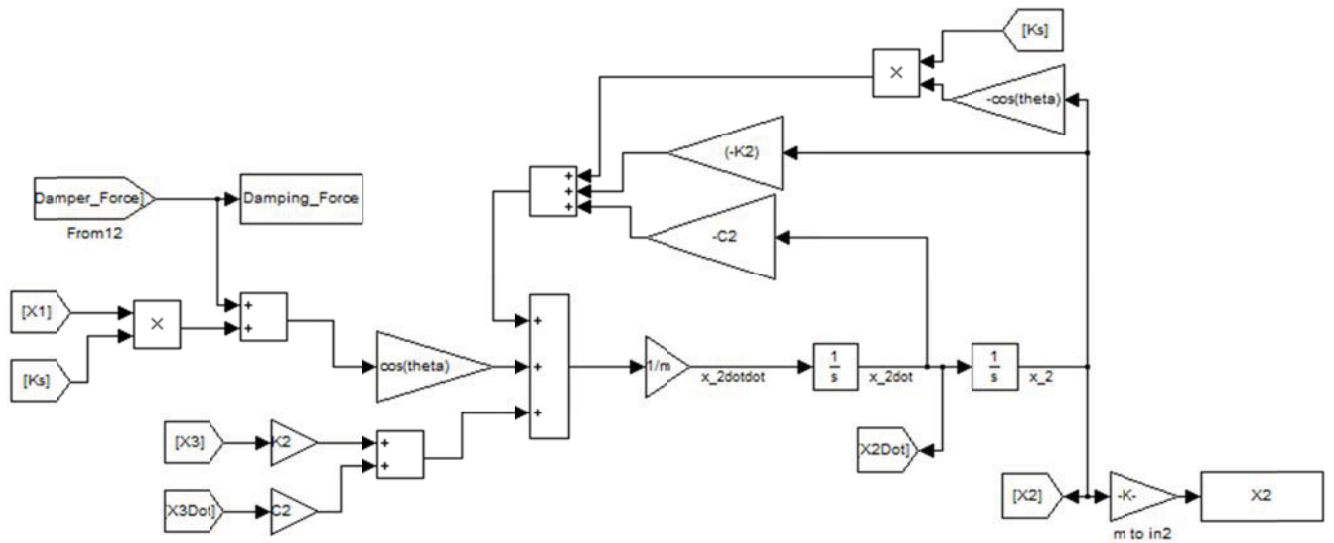 [Ks]
×
-cos(theta)
(-K2)
+
+
+
-C2
Damper_Force]
Damping_Force
From12
[X1]
×
+
+
[Ks]
cos(theta)
+
+
+
1/m
x_2dotdot
1
s
x_2dot
1
s
x_2
[X3]
K2
+
+
X3Dot]
C2
X2Dot]
[X2]
-K-
X2
m to in2